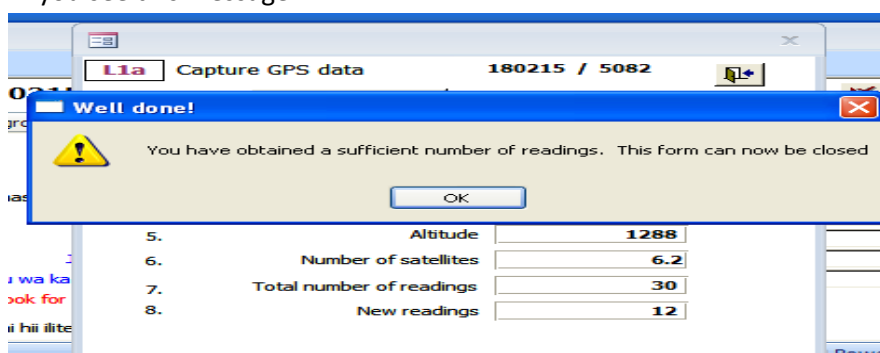 L1a Capture GPS data 180215 / 5082
Well done!
You have obtained a sufficient number of readings. This form can now be closed
OK
5. Altitude 1288
6. Number of satellites 6.2
7. Total number of readings 30
8. New readings 12
wa ka
ook for
hii ilite